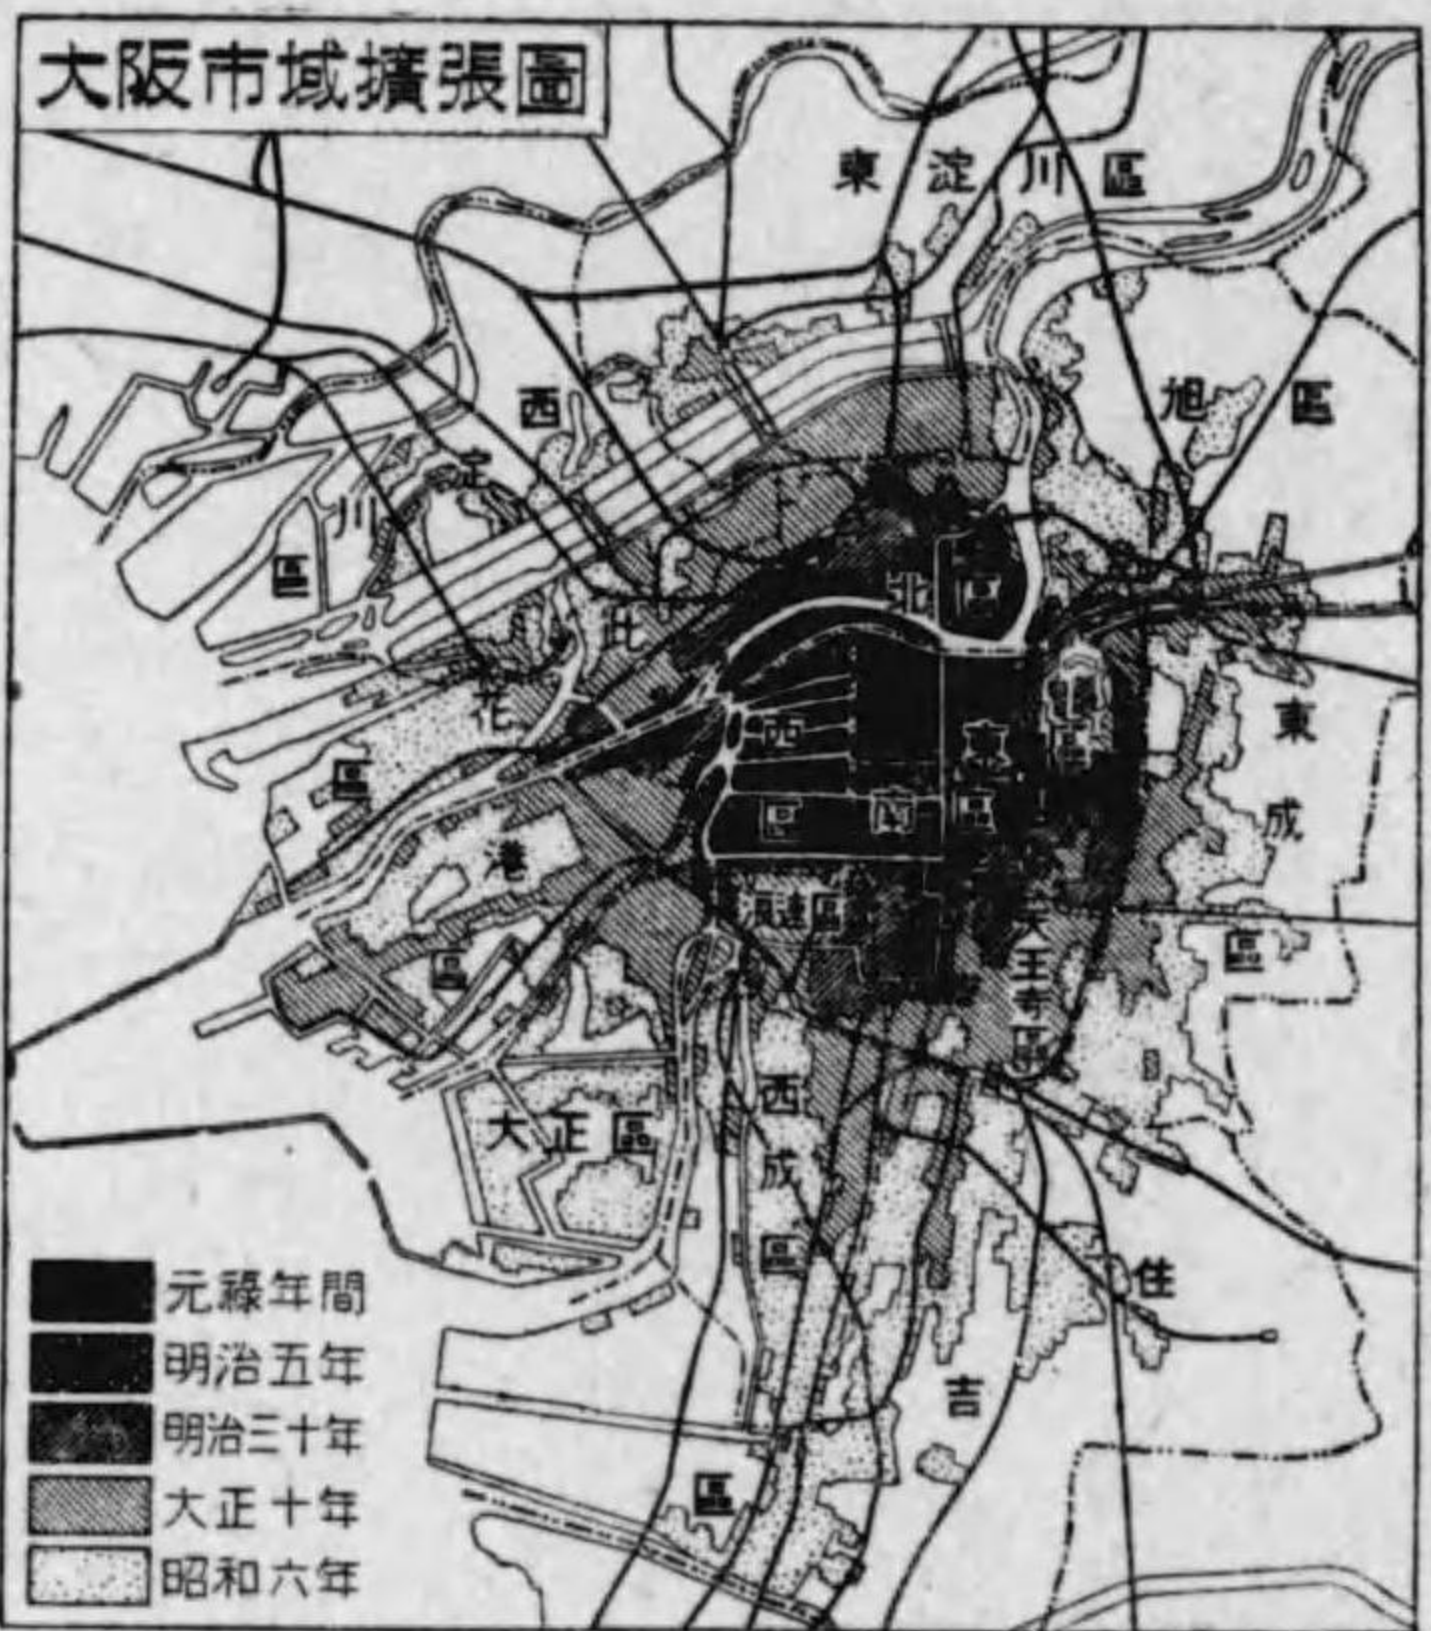 大阪市域擴張圖
東淀川區
西淀川區
旭區
北區
此花區
西區
東區
南
東成區
港區
浪速區
天王寺區
大正區
西成區
住吉區
元祿年間
明治五年
明治三十年
大正十年
昭和六年